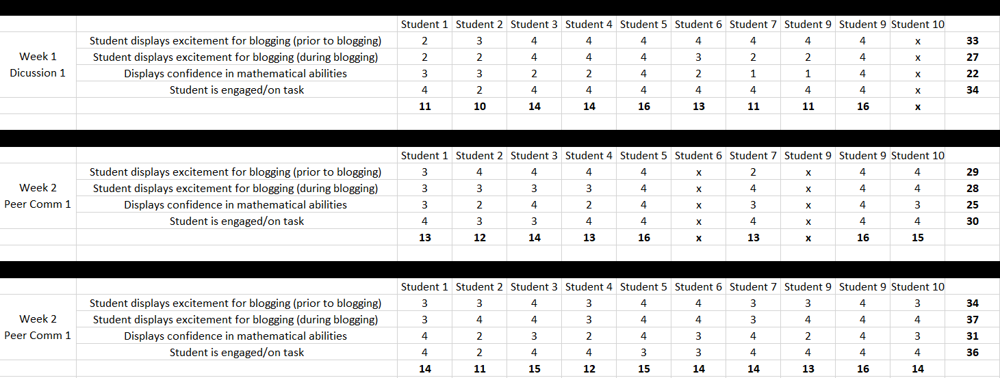 Student 1 Student 2 Student 3 Student 4 Student 5 Student 6 Student 7 Student 9 Student 9 Student 10
Student displays excitement for blogging (prior to blogging) 2 3 4 4 4 4 4 4 4 x 33
Week 1 Student displays excitement for blogging (during blogging) 2 2 4 4 4 3 2 2 4 x 27
Dicussion 1 Displays confidence in mathematical abilities 3 3 2 2 4 2 1 1 4 x 22
Student is engaged/on task 4 2 4 4 4 4 4 4 4 x 34
11 10 14 14 16 13 11 11 16 x
Student 1 Student 2 Student 3 Student 4 Student 5 Student 6 Student 7 Student 9 Student 9 Student 10
Student displays excitement for blogging (prior to blogging) 3 4 4 4 4 x 2 x 4 4 29
Week 2 Student displays excitement for blogging (during blogging) 3 3 3 3 4 x 4 x 4 4 28
Peer Comm 1 Displays confidence in mathematical abilities 3 2 4 2 4 x 3 x 4 3 25
Student is engaged/on task 4 3 3 4 4 x 4 x 4 4 30
13 12 14 13 16 x 13 x 16 15
Student 1 Student 2 Student 3 Student 4 Student 5 Student 6 Student 7 Student 9 Student 9 Student 10
Student displays excitement for blogging (prior to blogging) 3 3 4 3 4 4 3 3 4 3 34
Week 2 Student displays excitement for blogging (during blogging) 3 4 4 3 4 4 3 4 4 4 37
Peer Comm 1 Displays confidence in mathematical abilities 4 2 3 2 4 3 4 2 4 3 31
Student is engaged/on task 4 2 4 4 3 3 4 4 4 4 36
14 11 15 12 15 14 14 13 16 14